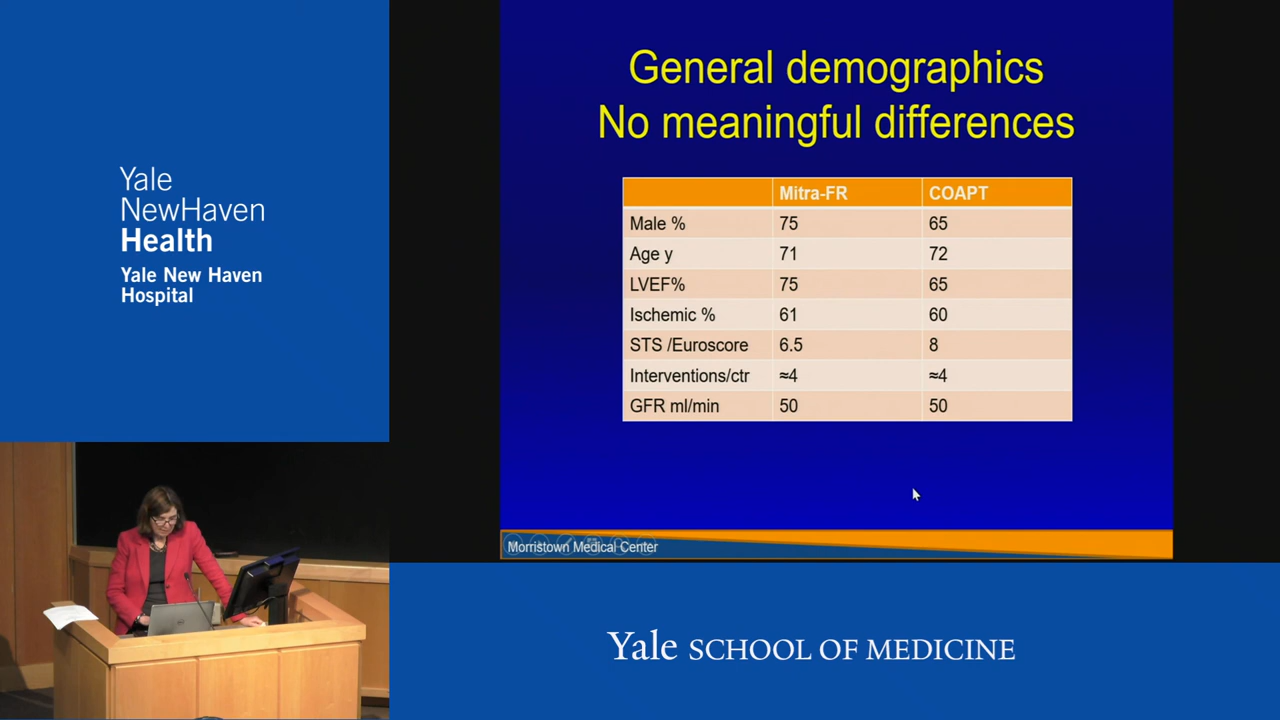 Yale
NewHaven
Health
Yale New Haven
Hospital
General demographics
No meaningful differences
Mitra-FR COAPT
Male % 75 65
Age y 71 72
LVEF% 75 65
Ischemic % 61 60
STS /Euroscore 6.5 8
Interventions/ctr ≈4 ≈4
GFR ml/min 50 50
Morristown Medical Center
Yale SCHOOL OF MEDICINE